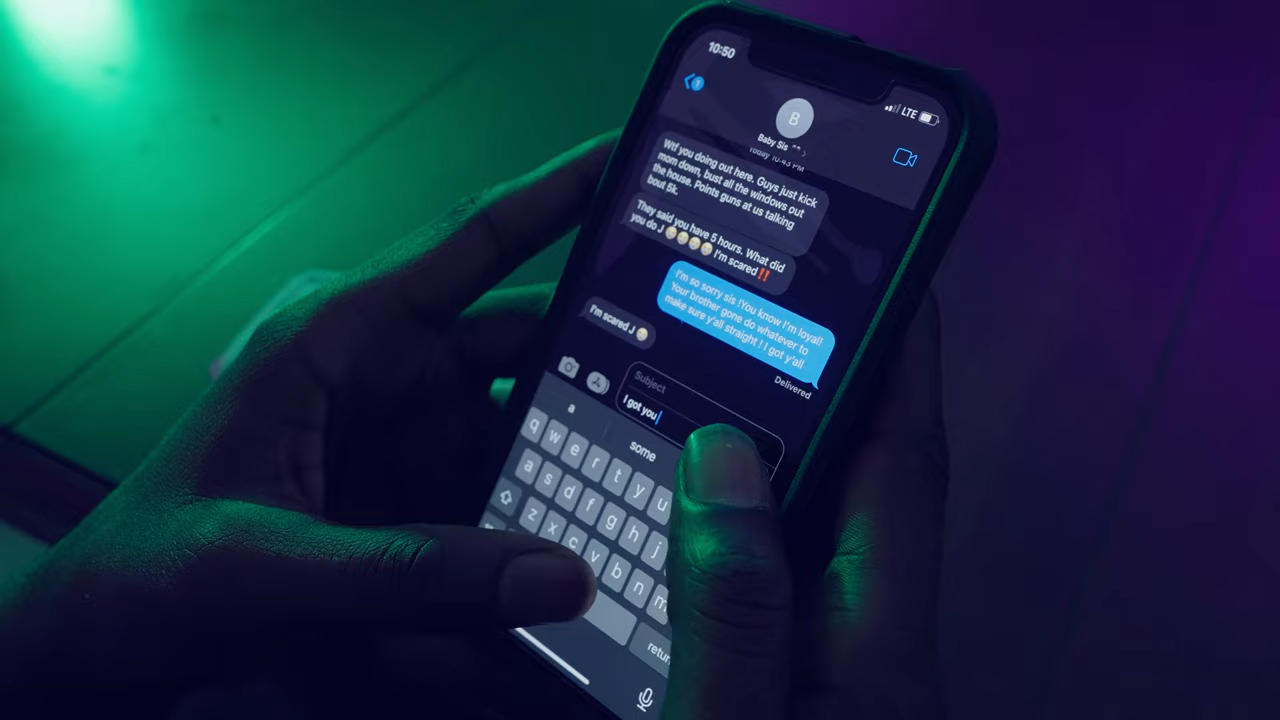 10:50
LTE
1
B
Baby Sis
Today 10:43 PM
Wtf you doing out here. Guys just kick
mom down, bust all the windows out
the house. Points guns at us talking
bout 5k.
They said you have 5 hours. What did
you do J 😳😳😳😳 I'm scared‼️
I'm so sorry sis !You know I'm loyal!
Your brother gone do whatever to
make sure y'all straight ! I got y'all
Delivered
I'm scared J 😳
Subject
I got you
a
some
q w e r t y u
a s d f g h j
z x c v b n m
return